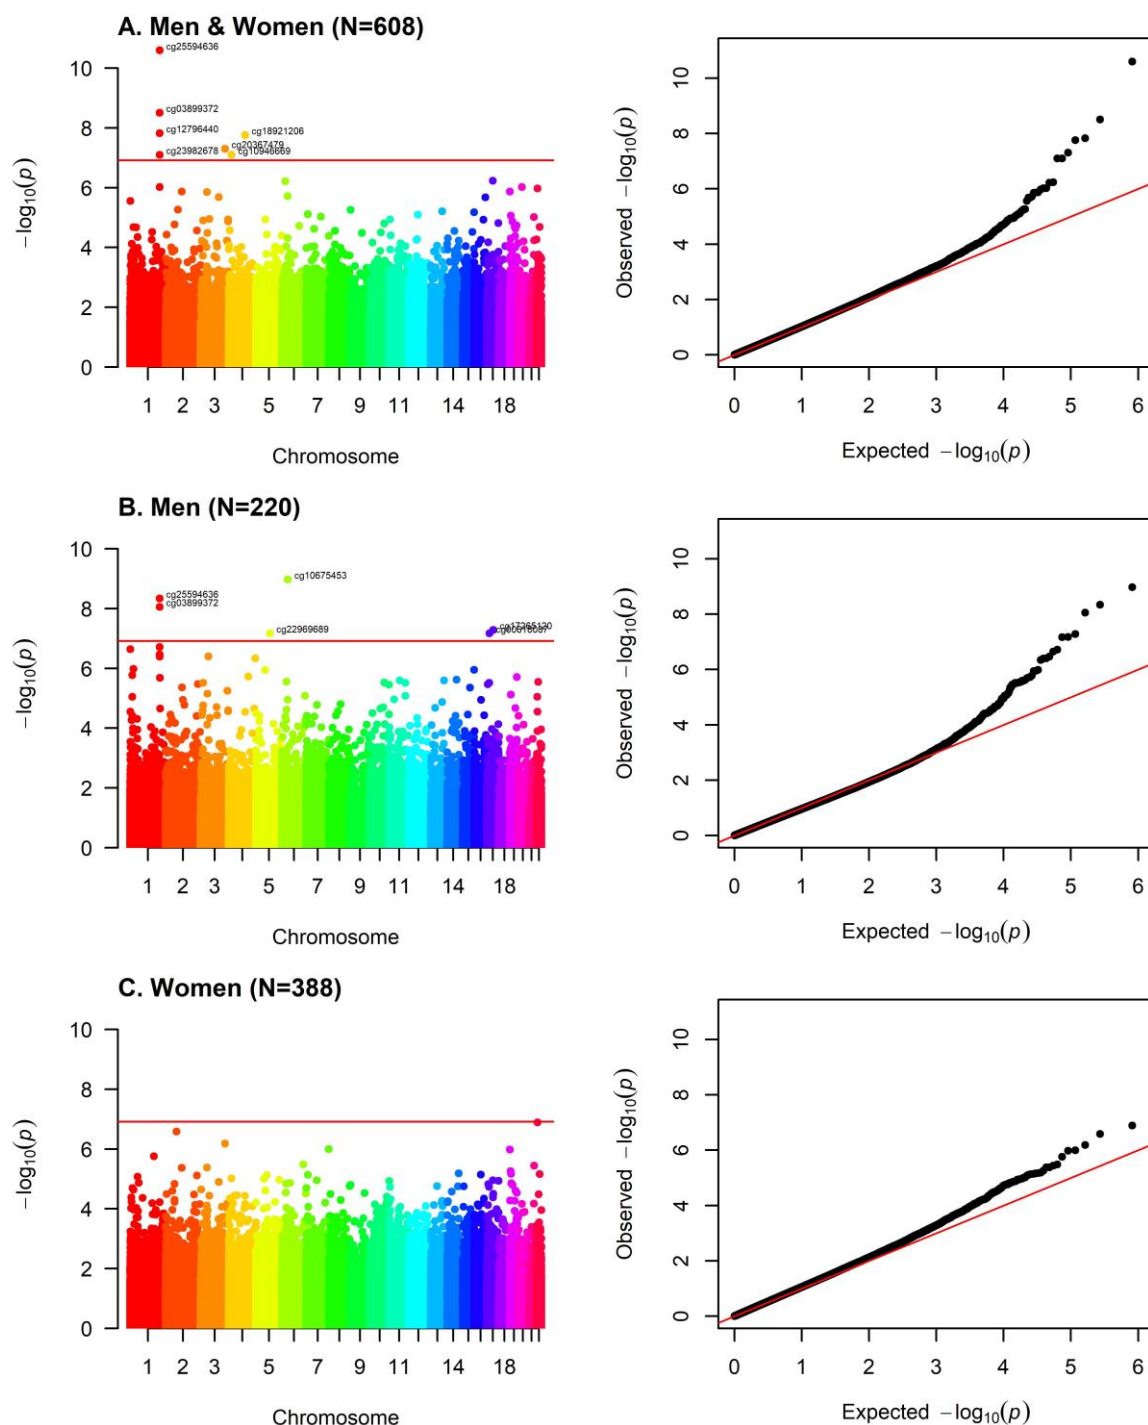 A. Men & Women (N=608)
cg25594636
cg03899372
cg12796440
cg18921206
cg20367479
cg23982678
cg10946669
−log10(p)
10
8
6
4
2
0
1 2 3 5 7 9 11 14 18
Chromosome
Observed −log10(p)
10
8
6
4
2
0
0 1 2 3 4 5 6
Expected −log10(p)
B. Men (N=220)
cg10675453
cg25594636
cg03899372
cg22969689
−log10(p)
10
8
6
4
2
0
1 2 3 5 7 9 11 14 18
Chromosome
Observed −log10(p)
10
8
6
4
2
0
0 1 2 3 4 5 6
Expected −log10(p)
C. Women (N=388)
−log10(p)
10
8
6
4
2
0
1 2 3 5 7 9 11 14 18
Chromosome
Observed −log10(p)
10
8
6
4
2
0
0 1 2 3 4 5 6
Expected −log10(p)